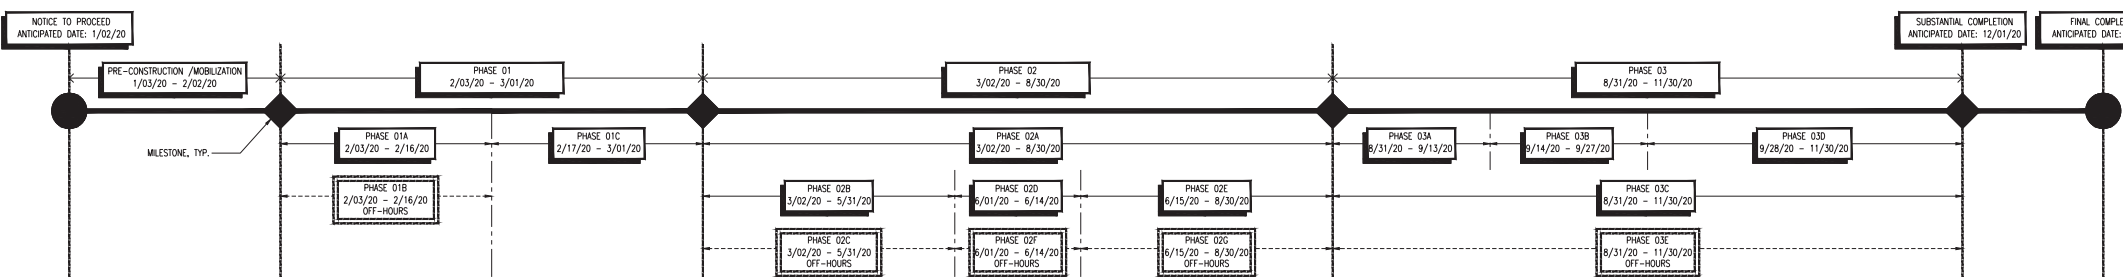 NOTICE TO PROCEED
ANTICIPATED DATE: 1/02/20
SUBSTANTIAL COMPLETION
ANTICIPATED DATE: 12/01/20
FINAL COMPLE
ANTICIPATED DATE:
PRE-CONSTRUCTION /MOBILIZATION
1/03/20 - 2/02/20
PHASE 01
2/03/20 - 3/01/20
PHASE 02
3/02/20 - 8/30/20
PHASE 03
8/31/20 - 11/30/20
MILESTONE, TYP.
PHASE 01A
2/03/20 - 2/16/20
PHASE 01C
2/17/20 - 3/01/20
PHASE 02A
3/02/20 - 8/30/20
PHASE 03A
8/31/20 - 9/13/20
PHASE 03B
9/14/20 - 9/27/20
PHASE 03D
9/28/20 - 11/30/20
PHASE 01B
2/03/20 - 2/16/20
OFF-HOURS
PHASE 02B
3/02/20 - 5/31/20
PHASE 02D
6/01/20 - 6/14/20
PHASE 02E
6/15/20 - 8/30/20
PHASE 03C
8/31/20 - 11/30/20
PHASE 02C
3/02/20 - 5/31/20
OFF-HOURS
PHASE 02F
6/01/20 - 6/14/20
OFF-HOURS
PHASE 02G
6/15/20 - 8/30/20
OFF-HOURS
PHASE 03E
8/31/20 - 11/30/20
OFF-HOURS